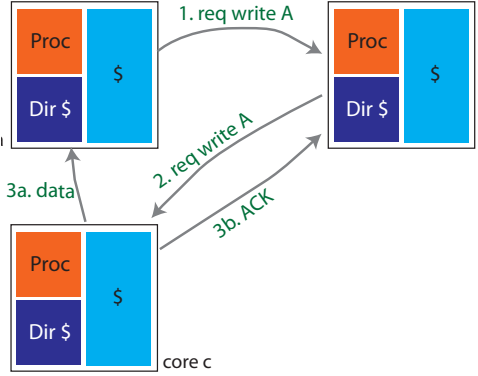 1. req write A
Proc
$
Dir $
Proc
$
Dir $
2. req write A
3a. data
3b. ACK
Proc
$
Dir $
core c